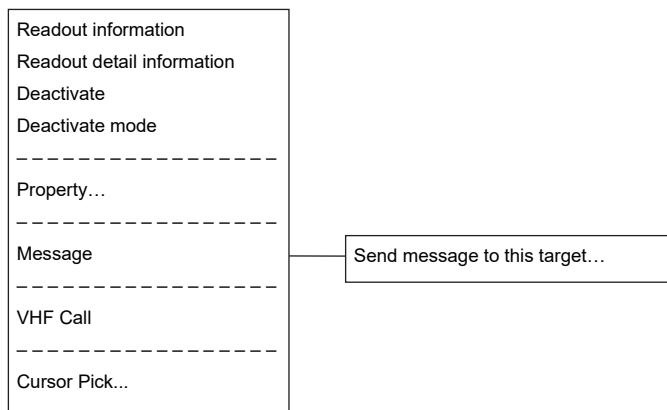 Readout information
Readout detail information
Deactivate
Deactivate mode
Property…
Message
Send message to this target…
VHF Call
Cursor Pick...